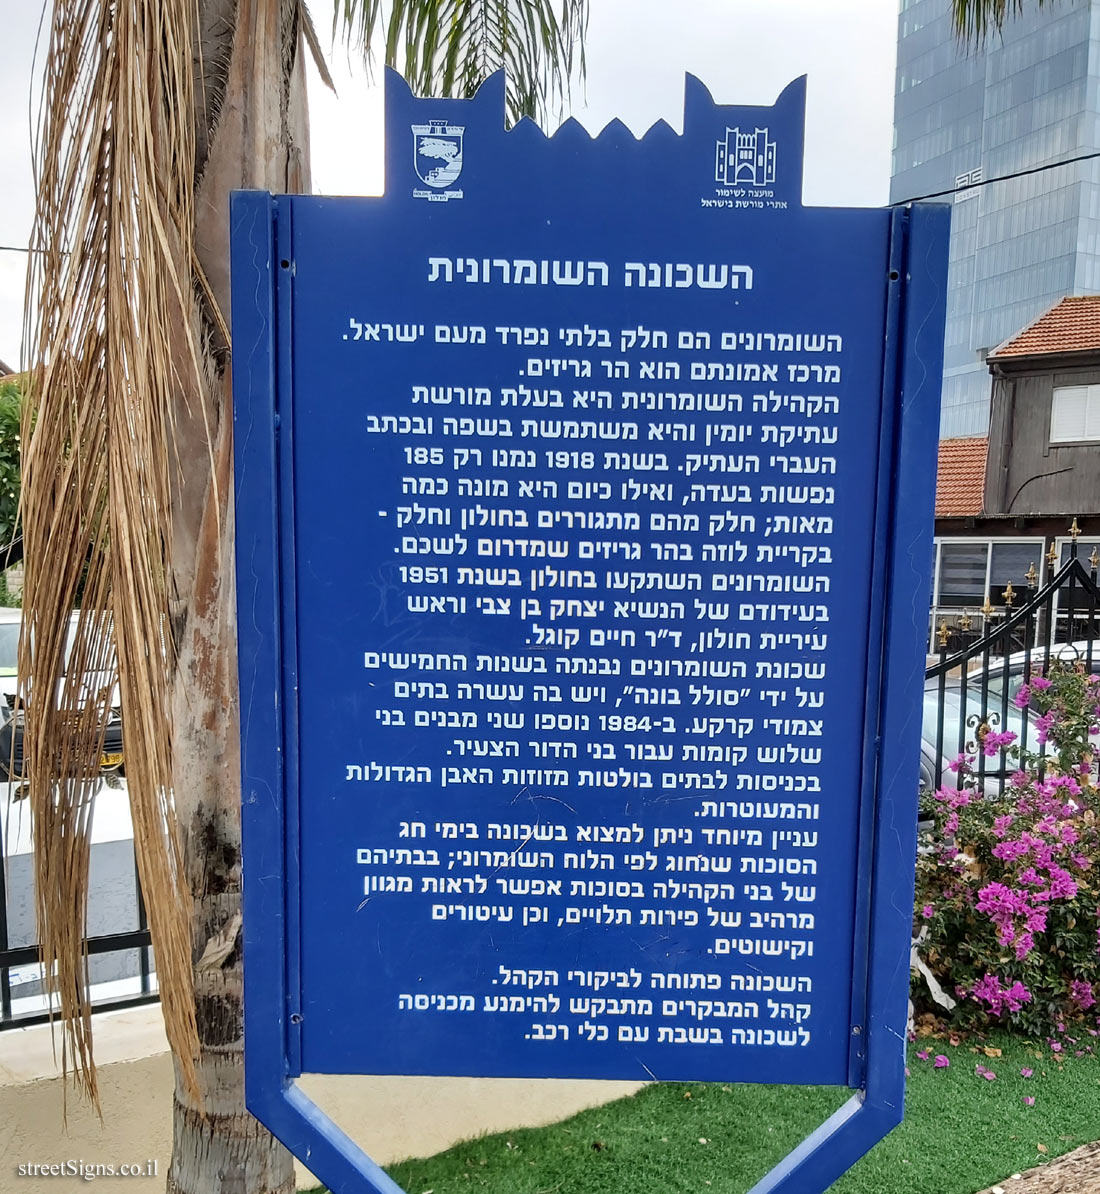 חולון
מועצה לשימור
אתרי מורשת בישראל
השכונה השומרונית
השומרונים הם חלק בלתי נפרד מעם ישראל.
מרכז אמונתם הוא הר גריזים.
הקהילה השומרונית היא בעלת מורשת
עתיקת יומין והיא משתמשת בשפה ובכתב
העברי העתיק. בשנת 1918 נמנו רק 185
נפשות בעדה, ואילו כיום היא מונה כמה
מאות; חלק מהם מתגוררים בחולון וחלק -
בקריית לוזה בהר גריזים שמדרום לשכם.
השומרונים השתקעו בחולון בשנת 1951
בעידודם של הנשיא יצחק בן צבי וראש
עיריית חולון, ד"ר חיים קוגל.
שכונת השומרונים נבנתה בשנות החמישים
על ידי "סולל בונה", ויש בה עשרה בתים
צמודי קרקע. ב-1984 נוספו שני מבנים בני
שלוש קומות עבור בני הדור הצעיר.
בכניסות לבתים בולטות מזוזות האבן הגדולות
והמעוטרות.
עניין מיוחד ניתן למצוא בשכונה בימי חג
הסוכות שנחוג לפי הלוח השומרוני; בבתיהם
של בני הקהילה בסוכות אפשר לראות מגוון
מרהיב של פירות תלויים, וכן עיטורים
וקישוטים.
השכונה פתוחה לביקורי הקהל.
קהל המבקרים מתבקש להימנע מכניסה
לשכונה בשבת עם כלי רכב.
streetSigns.co.il